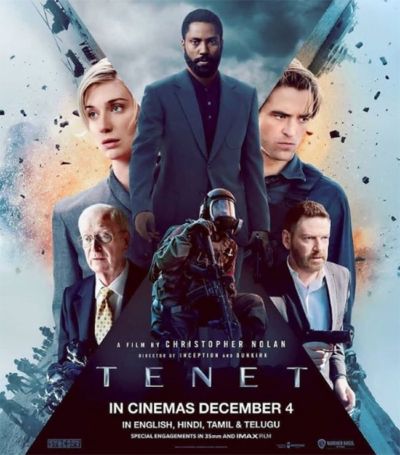 A FILM BY CHRISTOPHER NOLAN
DIRECTOR OF INCEPTION AND DUNKIRK
TENET
IN CINEMAS DECEMBER 4
IN ENGLISH, HINDI, TAMIL & TELUGU
SPECIAL ENGAGEMENTS IN 35MM AND IMAX FILM
SYNCOPY